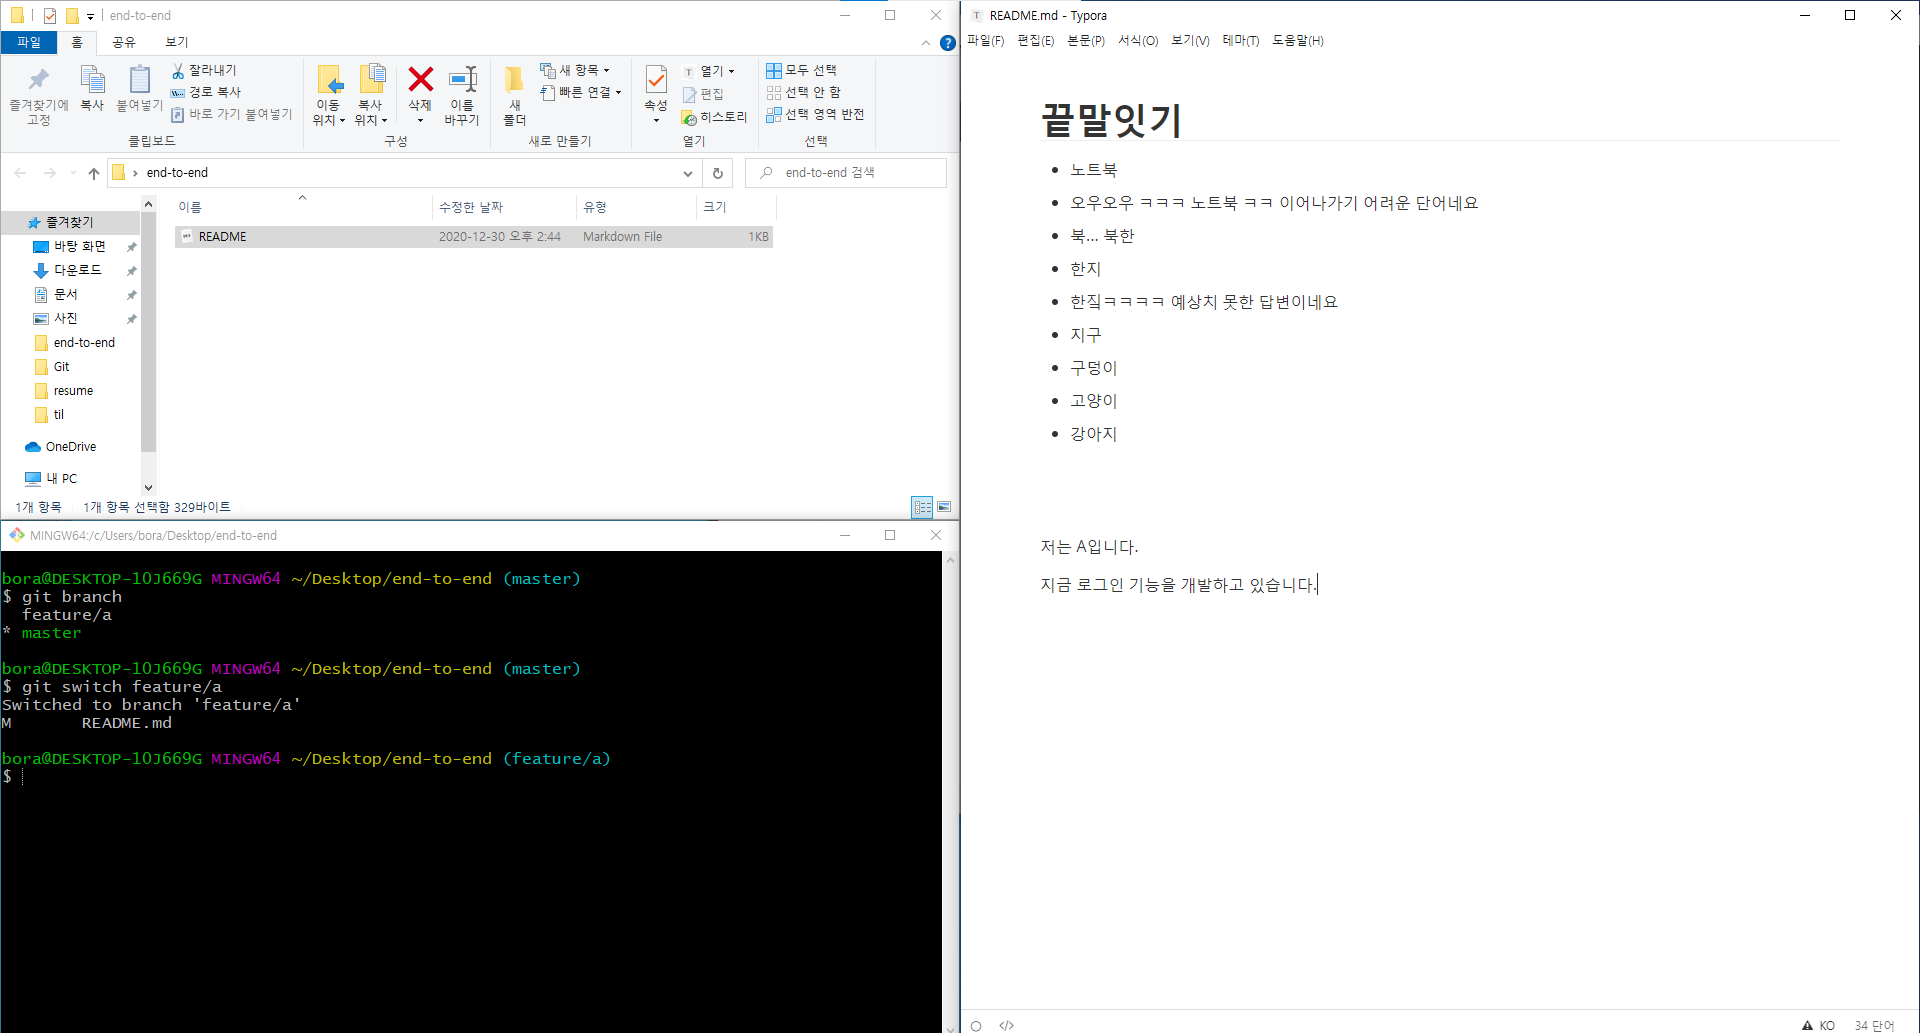 end-to-end
파일 홈 공유 보기
즐겨찾기에 고정
복사
붙여넣기
잘라내기
경로 복사
바로 가기 붙여넣기
클립보드
이동 위치
복사 위치
삭제
이름 바꾸기
구성
새 폴더
새 항목
빠른 연결
새로 만들기
속성
열기
편집
히스토리
열기
모두 선택
선택 안 함
선택 영역 반전
선택
end-to-end
end-to-end 검색
즐겨찾기
바탕 화면
다운로드
문서
사진
end-to-end
Git
resume
til
OneDrive
내 PC
이름 수정한 날짜 유형 크기
README 2020-12-30 오후 2:44 Markdown File 1KB
1개 항목 1개 항목 선택함 329바이트
MINGW64:/c/Users/bora/Desktop/end-to-end
bora@DESKTOP-1OJ669G MINGW64 ~/Desktop/end-to-end (master)
$ git branch
feature/a
* master
bora@DESKTOP-1OJ669G MINGW64 ~/Desktop/end-to-end (master)
$ git switch feature/a
Switched to branch 'feature/a'
M README.md
bora@DESKTOP-1OJ669G MINGW64 ~/Desktop/end-to-end (feature/a)
$
README.md - Typora
파일(F) 편집(E) 본문(P) 서식(O) 보기(V) 테마(T) 도움말(H)
끝말잇기
노트북
오우오우 ㅋㅋㅋ 노트북 ㅋㅋ 이어나가기 어려운 단어네요
북... 북한
한지
한짘ㅋㅋㅋㅋ 예상치 못한 답변이네요
지구
구덩이
고양이
강아지
저는 A입니다.
지금 로그인 기능을 개발하고 있습니다.
</> KO 34 단어